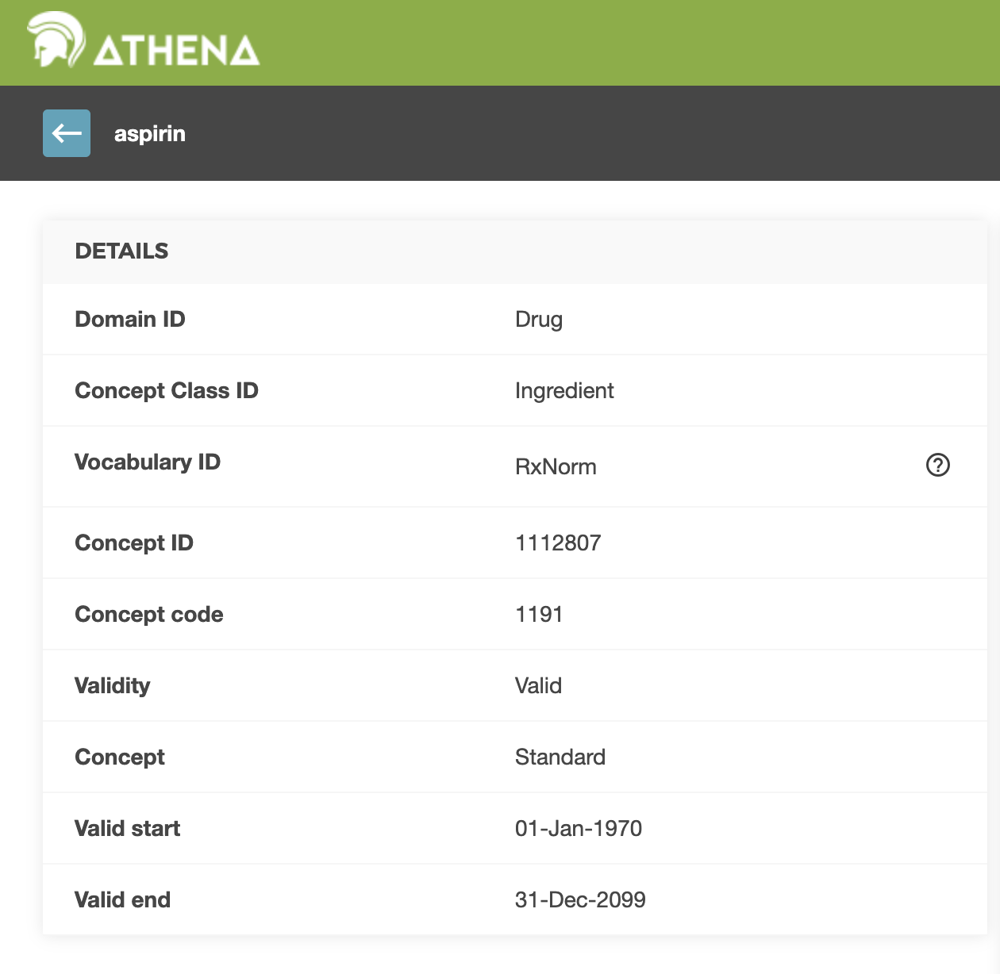 ATHENA
aspirin
DETAILS
Domain ID Drug
Concept Class ID Ingredient
Vocabulary ID RxNorm
Concept ID 1112807
Concept code 1191
Validity Valid
Concept Standard
Valid start 01-Jan-1970
Valid end 31-Dec-2099